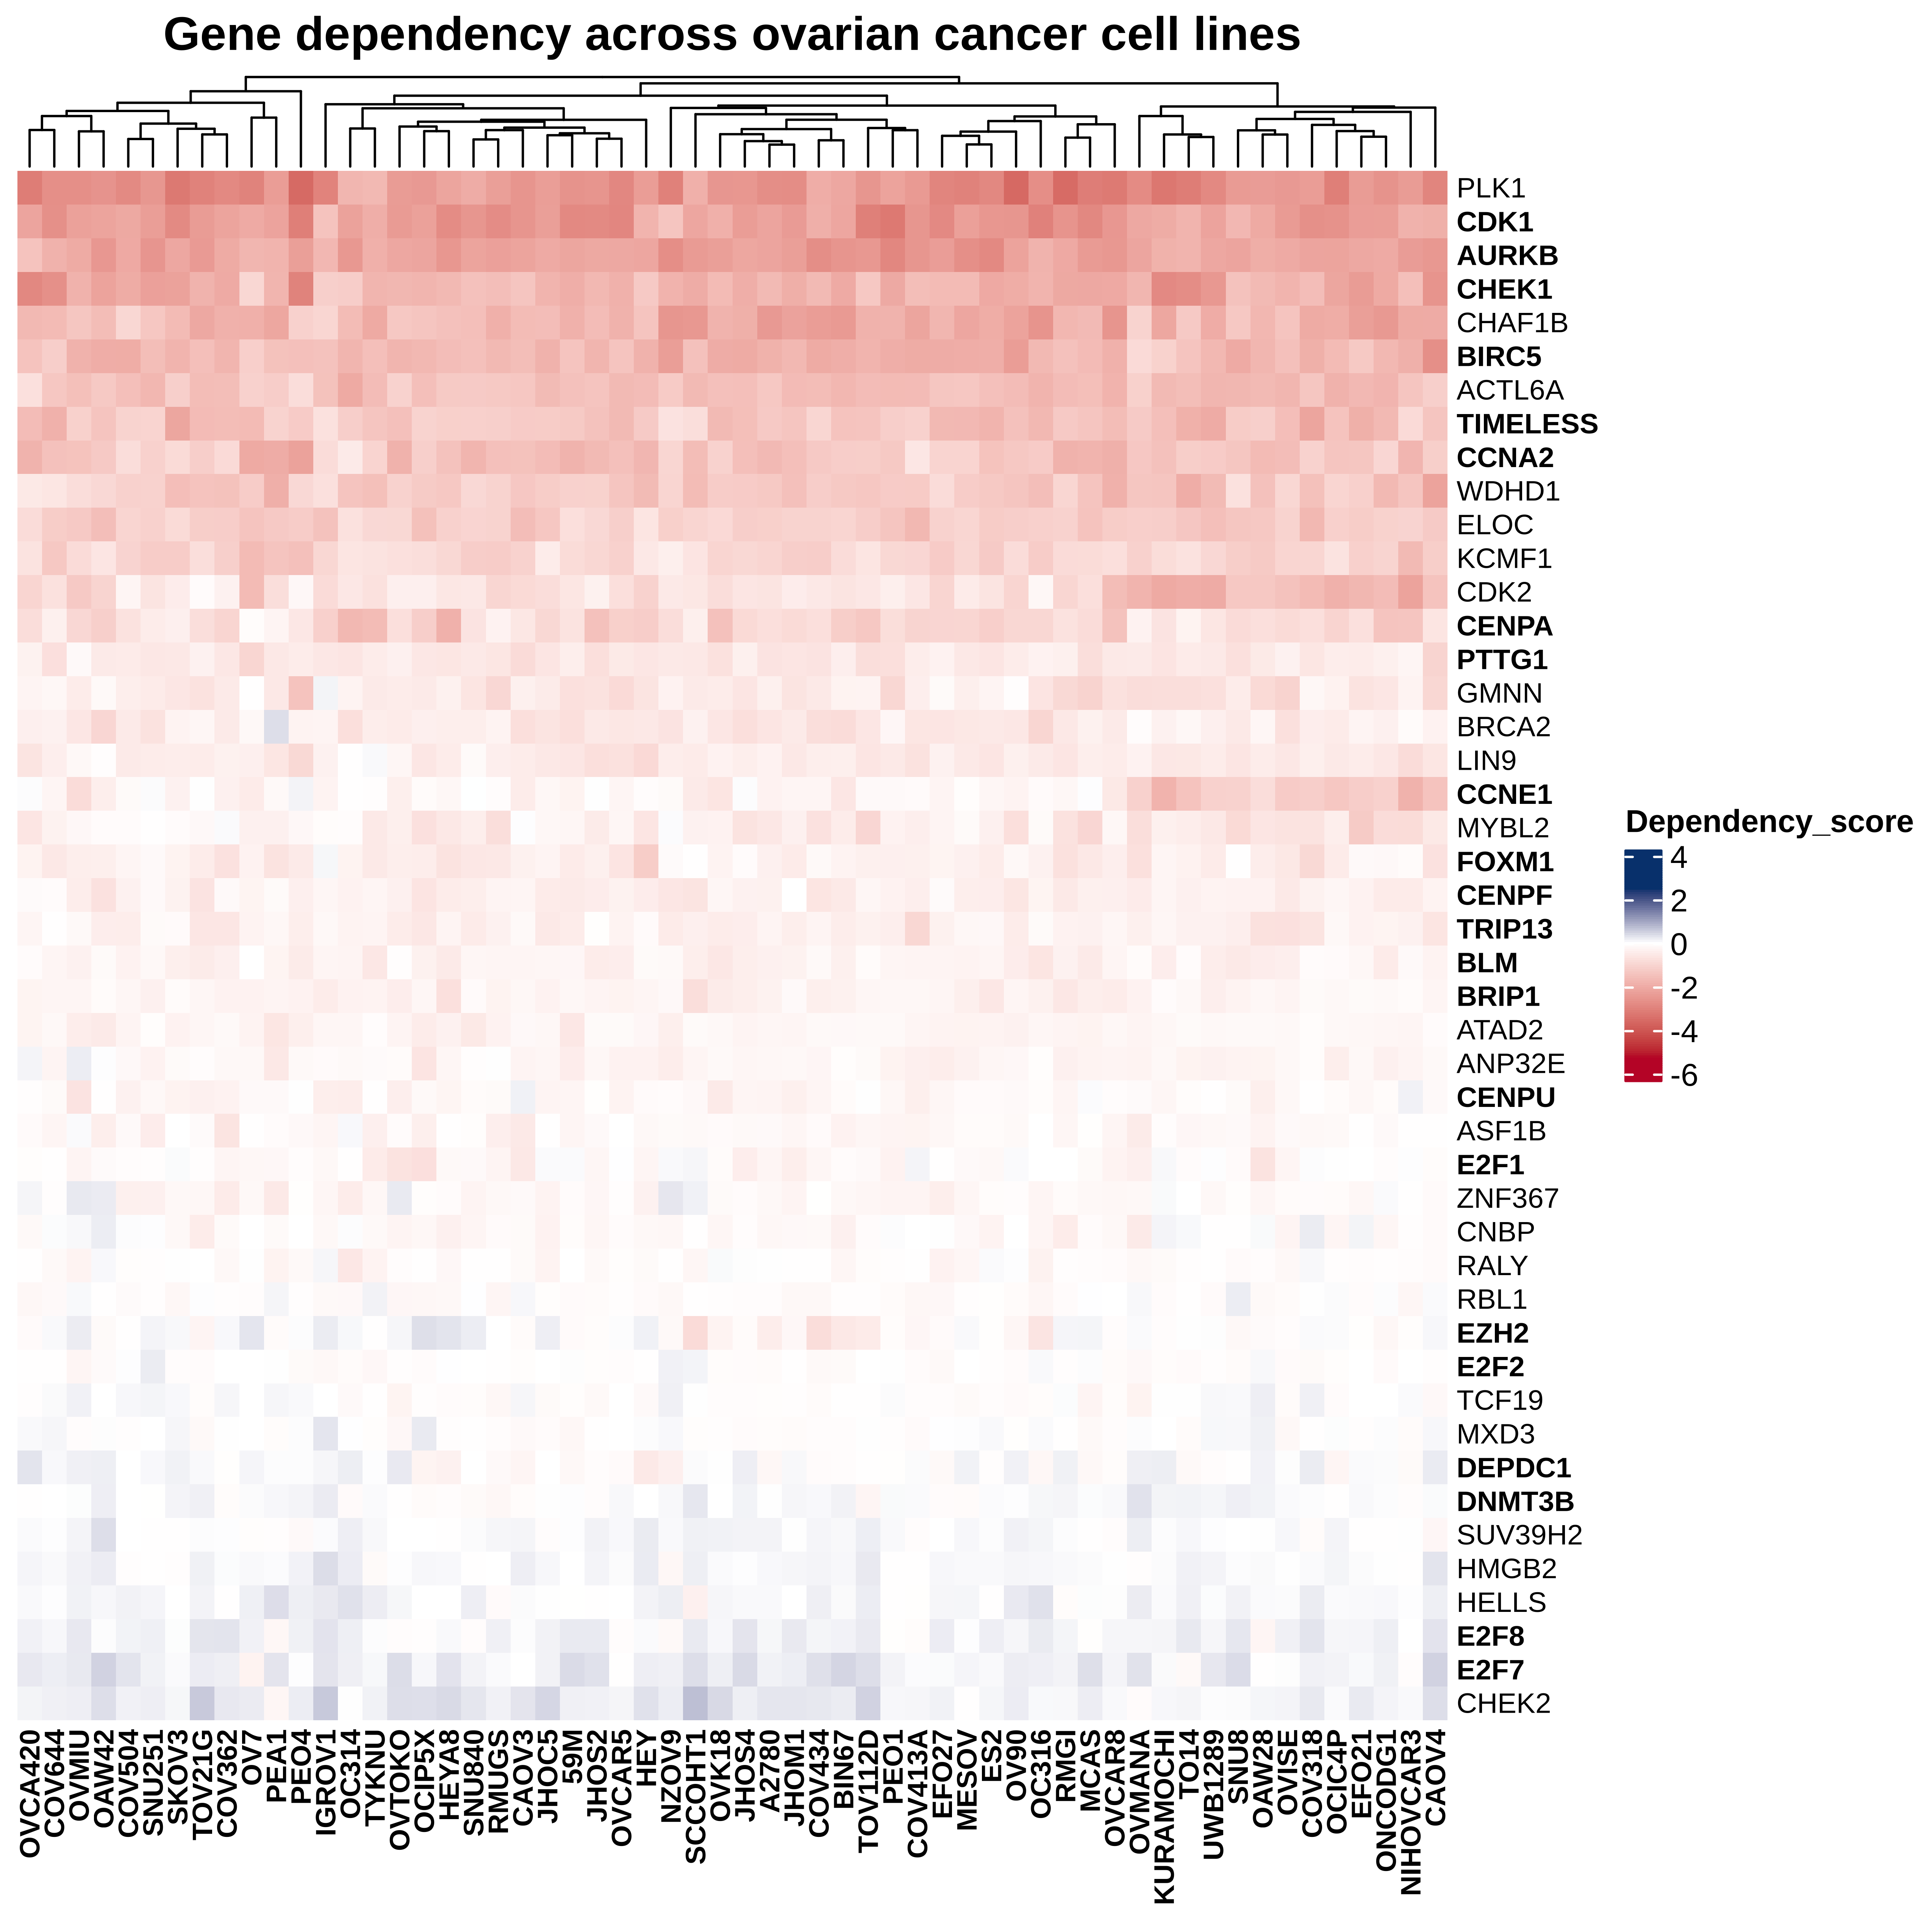 Gene dependency across ovarian cancer cell lines
PLK1
CDK1
AURKB
CHEK1
CHAF1B
BIRC5
ACTL6A
TIMELESS
CCNA2
WDHD1
ELOC
KCMF1
CDK2
CENPA
PTTG1
GMNN
BRCA2
LIN9
CCNE1
MYBL2
FOXM1
CENPF
TRIP13
BLM
BRIP1
ATAD2
ANP32E
CENPU
ASF1B
E2F1
ZNF367
CNBP
RALY
RBL1
EZH2
E2F2
TCF19
MXD3
DEPDC1
DNMT3B
SUV39H2
HMGB2
HELLS
E2F8
E2F7
CHEK2
Dependency_score
4
2
0
-2
-4
-6
OVCA420
COV644
OVMIU
OAW42
COV504
SNU251
SKOV3
TOV21G
COV362
OV7
PEA1
PEO4
IGROV1
OC314
TYKNU
OVTOKO
OCIP5X
HEYA8
SNU840
RMUGS
CAOV3
JHOC5
59M
JHOS2
OVCAR5
HEY
NZOV9
SCCOHT1
OVK18
JHOS4
A2780
JHOM1
COV434
BIN67
TOV112D
PEO1
COV413A
EFO27
MESOV
ES2
OV90
OC316
RMGI
MCAS
OVCAR8
OVMANA
KURAMOCHI
TO14
UWB1289
SNU8
OAW28
OVISE
COV318
OCIC4P
EFO21
ONCODG1
NIHOVCAR3
CAOV4